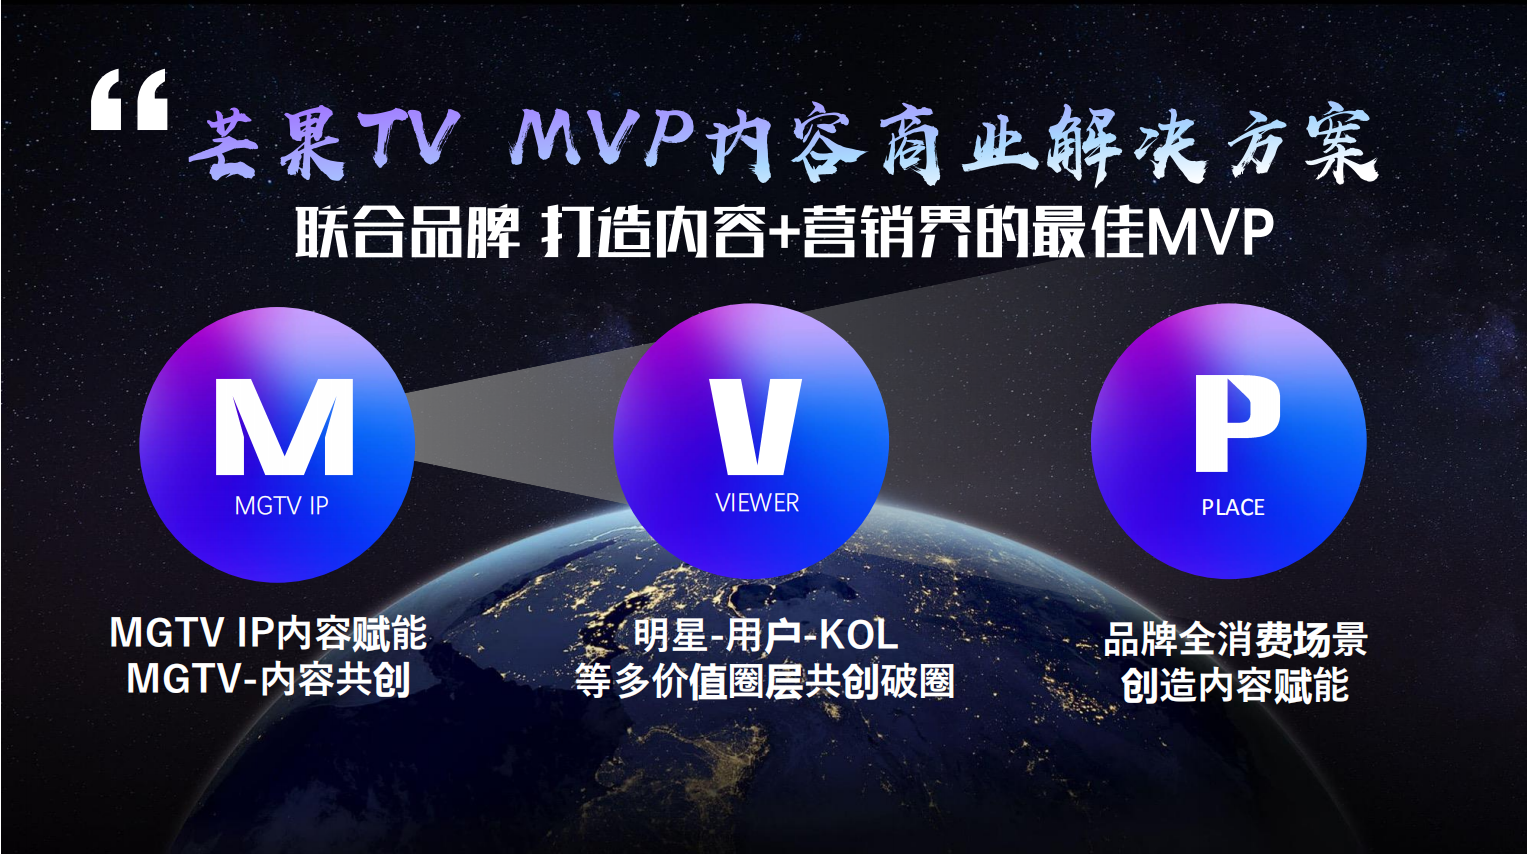 芒果TV MVP内容商业解决方案
联合品牌 打造内容+营销界的最佳MVP
M
MGTV IP
V
VIEWER
P
PLACE
MGTV IP内容赋能
MGTV-内容共创
明星-用户-KOL
等多价值圈层共创破圈
品牌全消费场景
创造内容赋能